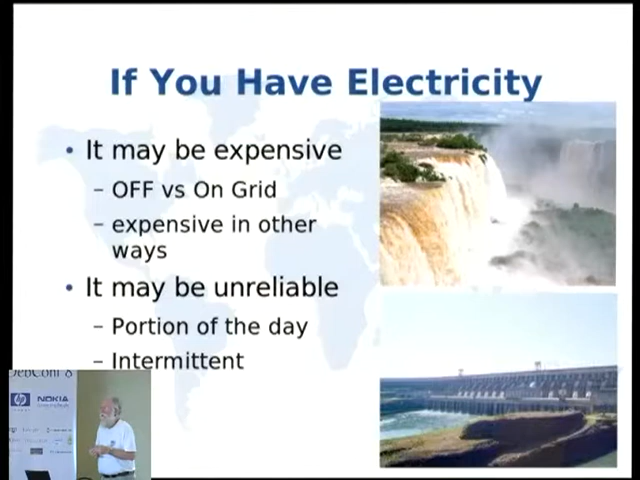 If You Have Electricity
• It may be expensive
– OFF vs On Grid
– expensive in other
ways
• It may be unreliable
– Portion of the day
– Intermittent
DebConf 8
hp
NOKIA